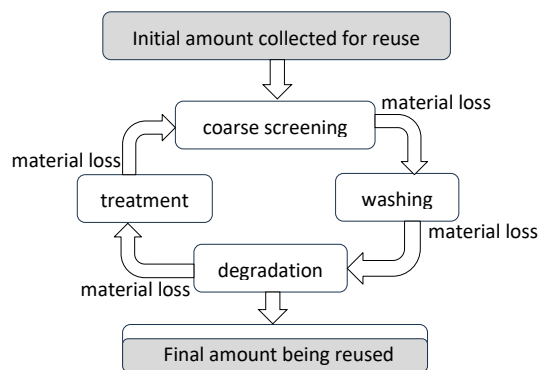 Initial amount collected for reuse
material loss
coarse screening
material loss
treatment
washing
material loss
degradation
material loss
Final amount being reused